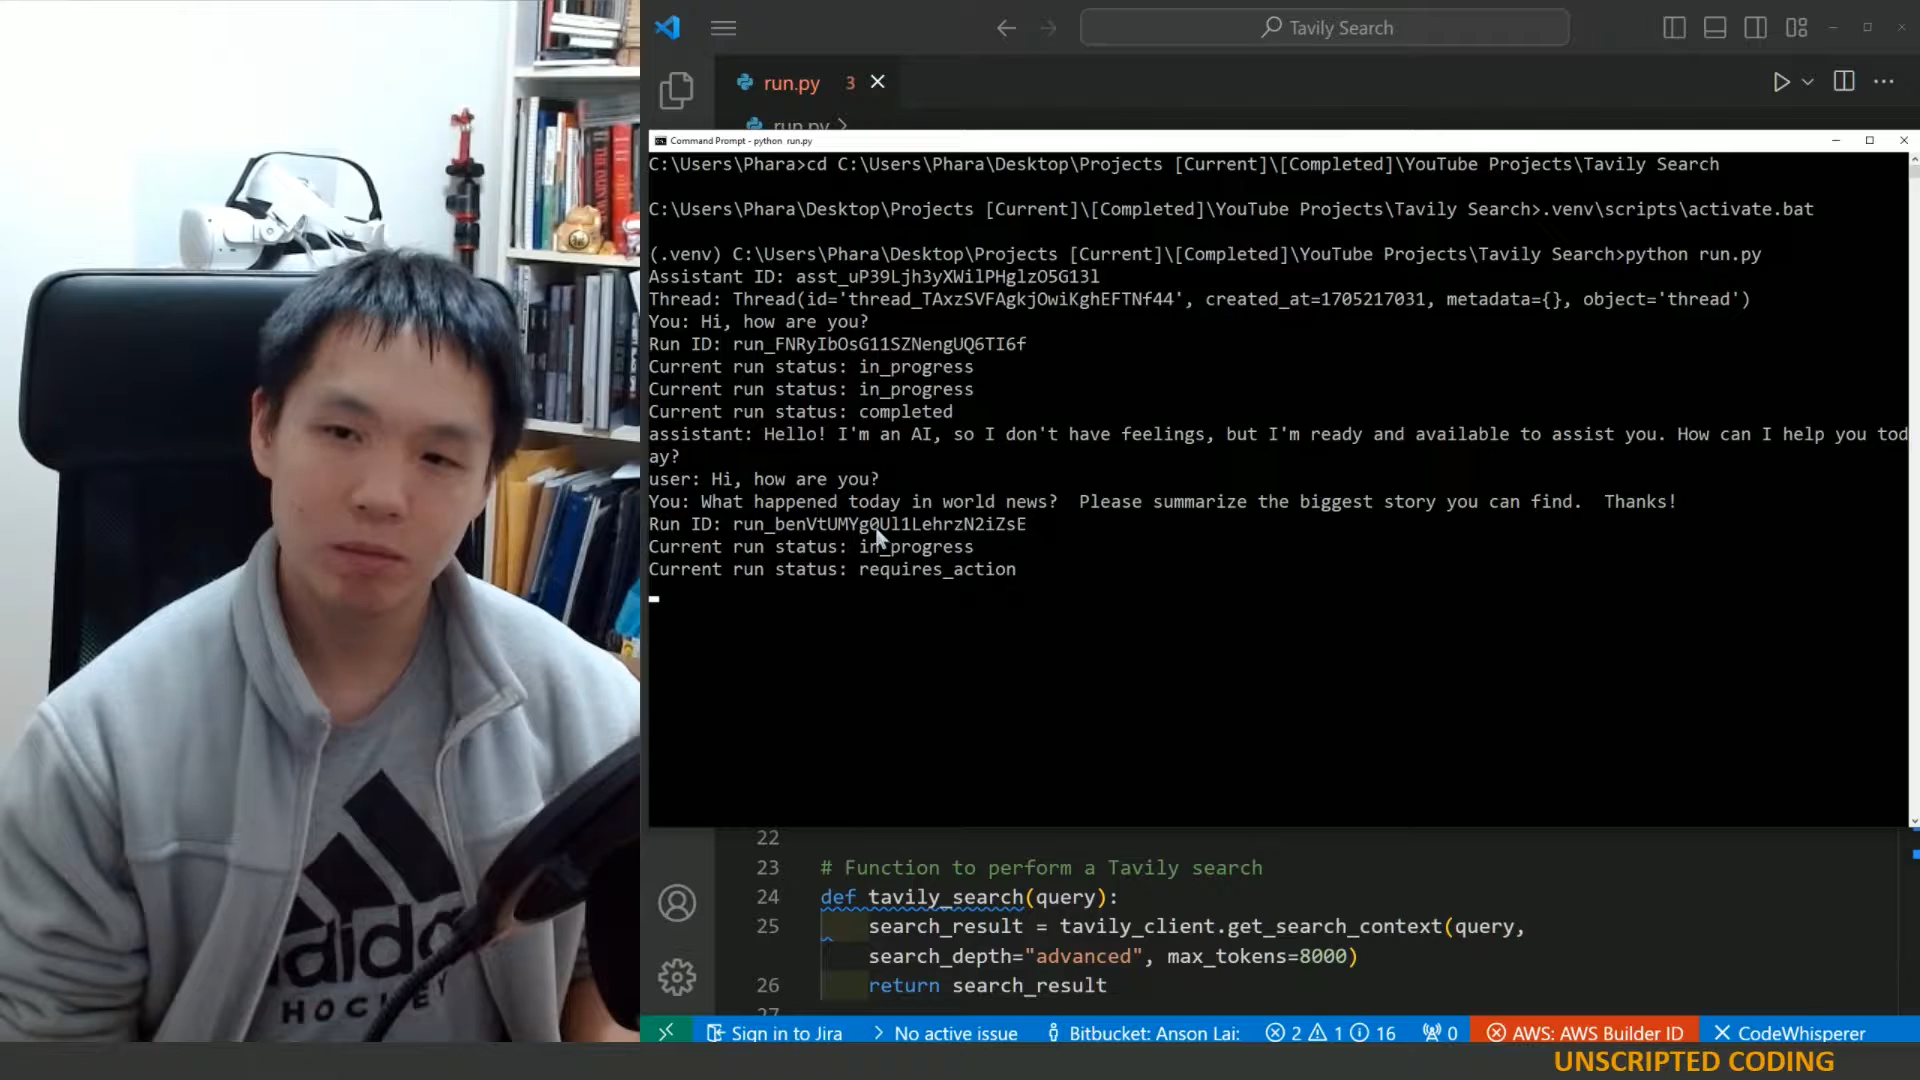 Tavily Search
run.py 3
run.py >
Command Prompt - python run.py
C:\Users\Phara>cd C:\Users\Phara\Desktop\Projects [Current]\[Completed]\YouTube Projects\Tavily Search
C:\Users\Phara\Desktop\Projects [Current]\[Completed]\YouTube Projects\Tavily Search>.venv\scripts\activate.bat
(.venv) C:\Users\Phara\Desktop\Projects [Current]\[Completed]\YouTube Projects\Tavily Search>python run.py
Assistant ID: asst_uP39Ljh3yXWilPHglzO5G13l
Thread: Thread(id='thread_TAxzSVFAgkjOwiKghEFTNf44', created_at=1705217031, metadata={}, object='thread')
You: Hi, how are you?
Run ID: run_FNRyIbOsG11SZNengUQ6TI6f
Current run status: in_progress
Current run status: in_progress
Current run status: completed
assistant: Hello! I'm an AI, so I don't have feelings, but I'm ready and available to assist you. How can I help you tod
ay?
user: Hi, how are you?
You: What happened today in world news?  Please summarize the biggest story you can find.  Thanks!
Run ID: run_benVtUMYg0Ul1LehrzN2iZsE
Current run status: in_progress
Current run status: requires_action
22
23 # Function to perform a Tavily search
24 def tavily_search(query):
25 search_result = tavily_client.get_search_context(query,
search_depth="advanced", max_tokens=8000)
26 return search_result
27
Sign in to Jira No active issue Bitbucket: Anson Lai: 2 1 16 0 AWS: AWS Builder ID CodeWhisperer
UNSCRIPTED CODING
adidas
HOCKEY